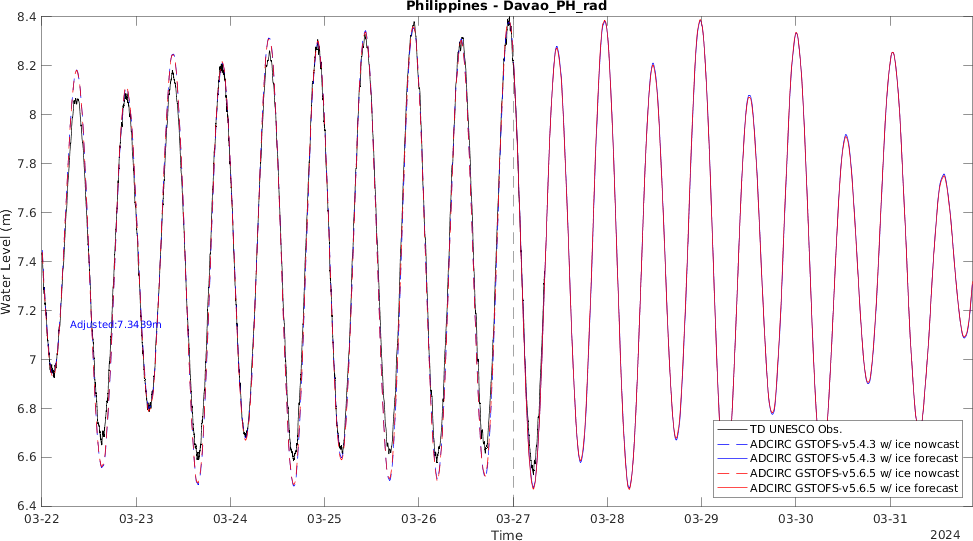 Philippines - Davao_PH_rad
Water Level (m)
8.4
8.2
8
7.8
7.6
7.4
7.2
7
6.8
6.6
6.4
Adjusted:7.3439m
TD UNESCO Obs.
ADCIRC GSTOFS-v5.4.3 w/ ice nowcast
ADCIRC GSTOFS-v5.4.3 w/ ice forecast
ADCIRC GSTOFS-v5.6.5 w/ ice nowcast
ADCIRC GSTOFS-v5.6.5 w/ ice forecast
03-22 03-23 03-24 03-25 03-26 03-27 03-28 03-29 03-30 03-31
Time
2024